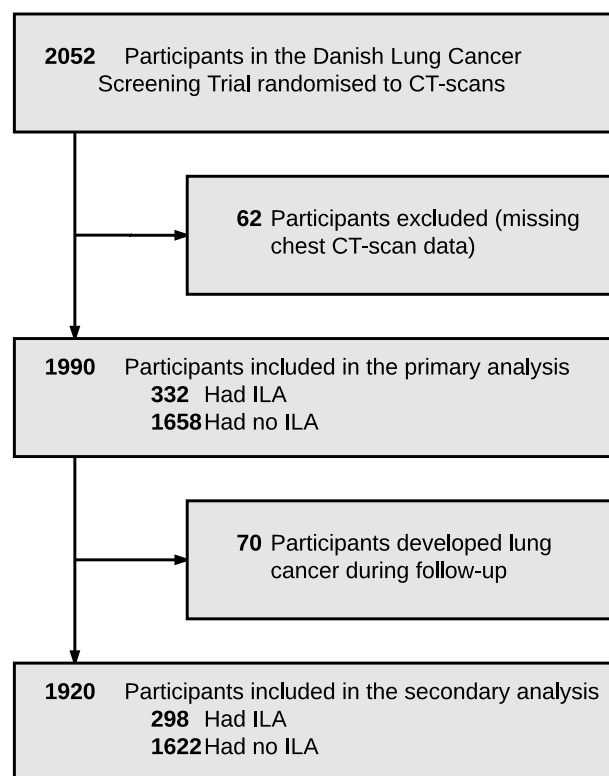 2052 Participants in the Danish Lung Cancer
Screening Trial randomised to CT-scans
62 Participants excluded (missing
chest CT-scan data)
1990 Participants included in the primary analysis
332 Had ILA
1658 Had no ILA
70 Participants developed lung
cancer during follow-up
1920 Participants included in the secondary analysis
298 Had ILA
1622 Had no ILA